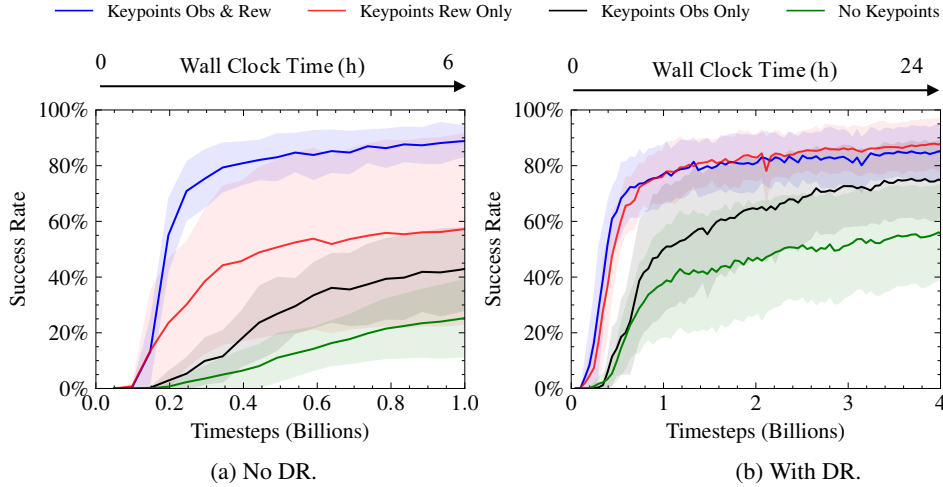 Keypoints Obs & Rew Keypoints Rew Only Keypoints Obs Only No Keypoints
0 Wall Clock Time (h) 6
100%
80%
60%
40%
20%
0%
Success Rate
0.0 0.2 0.4 0.6 0.8 1.0
Timesteps (Billions)
(a) No DR.
0 Wall Clock Time (h) 24
100%
80%
60%
40%
20%
0%
Success Rate
0 1 2 3 4
Timesteps (Billions)
(b) With DR.